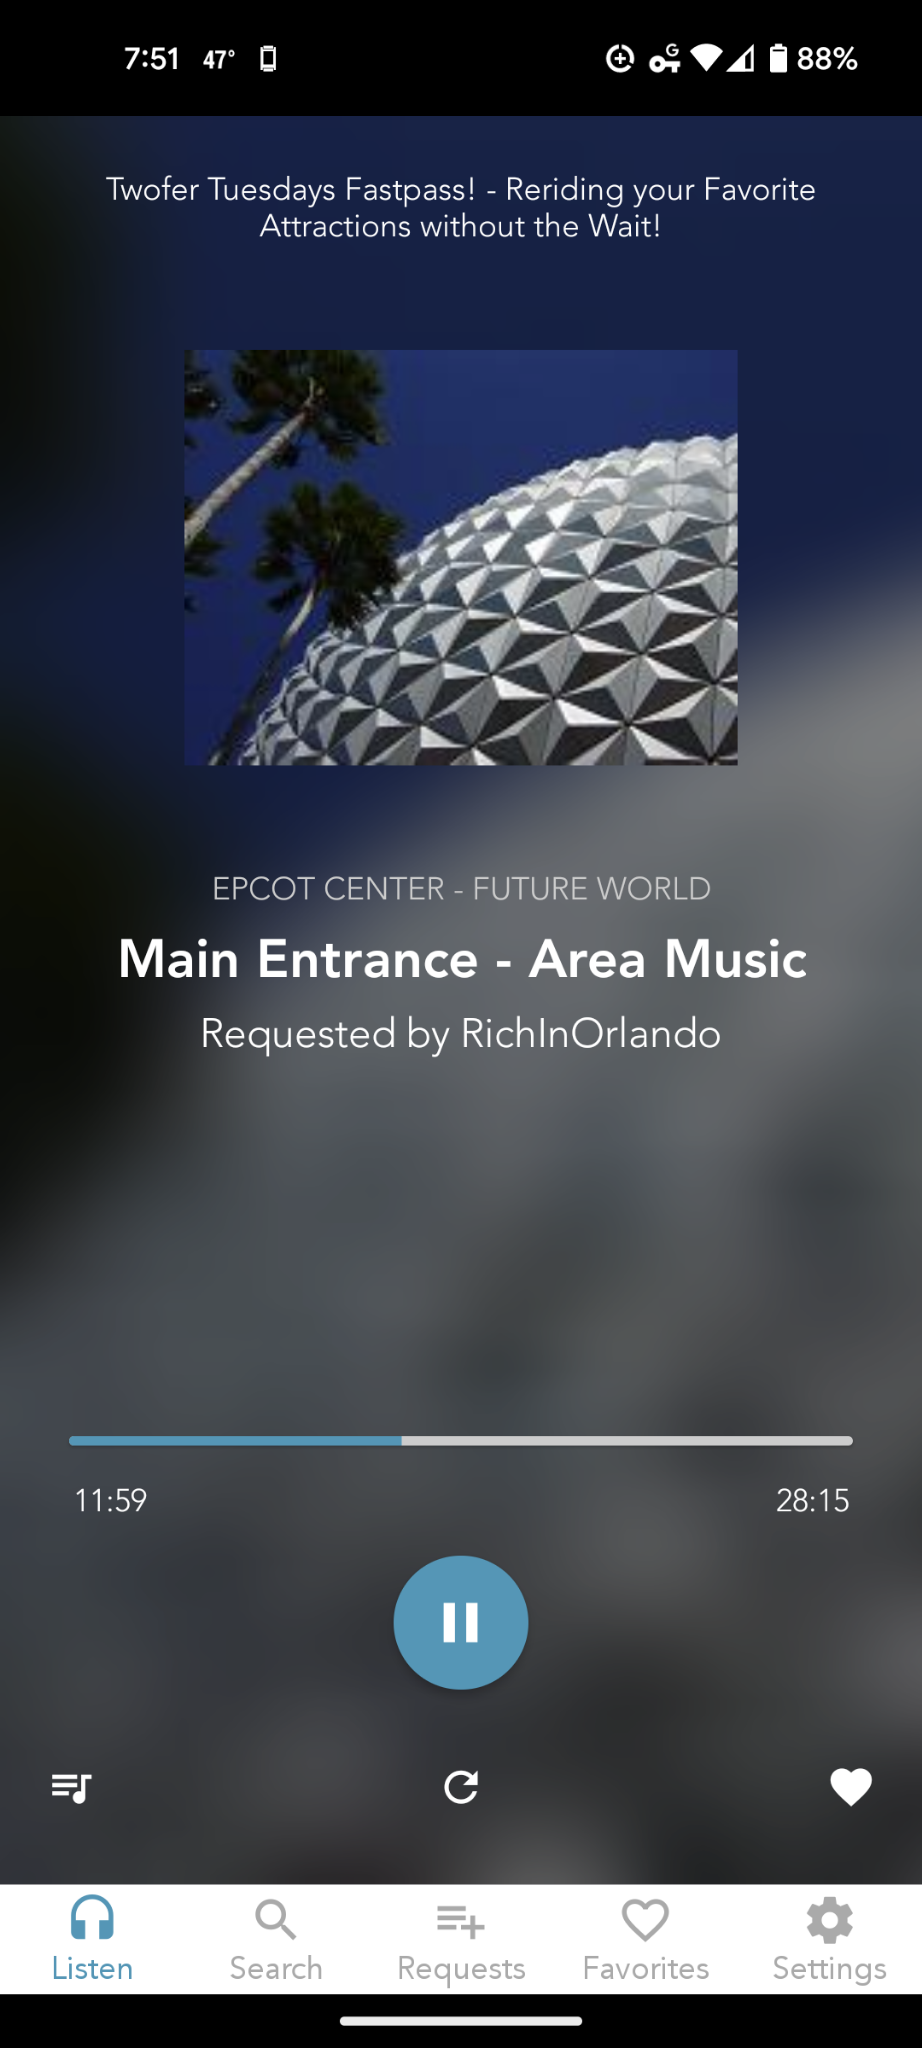 7:51 47° G 88%
Twofer Tuesdays Fastpass! - Reriding your Favorite
Attractions without the Wait!
EPCOT CENTER - FUTURE WORLD
Main Entrance - Area Music
Requested by RichInOrlando
11:59 28:15
Listen Search Requests Favorites Settings